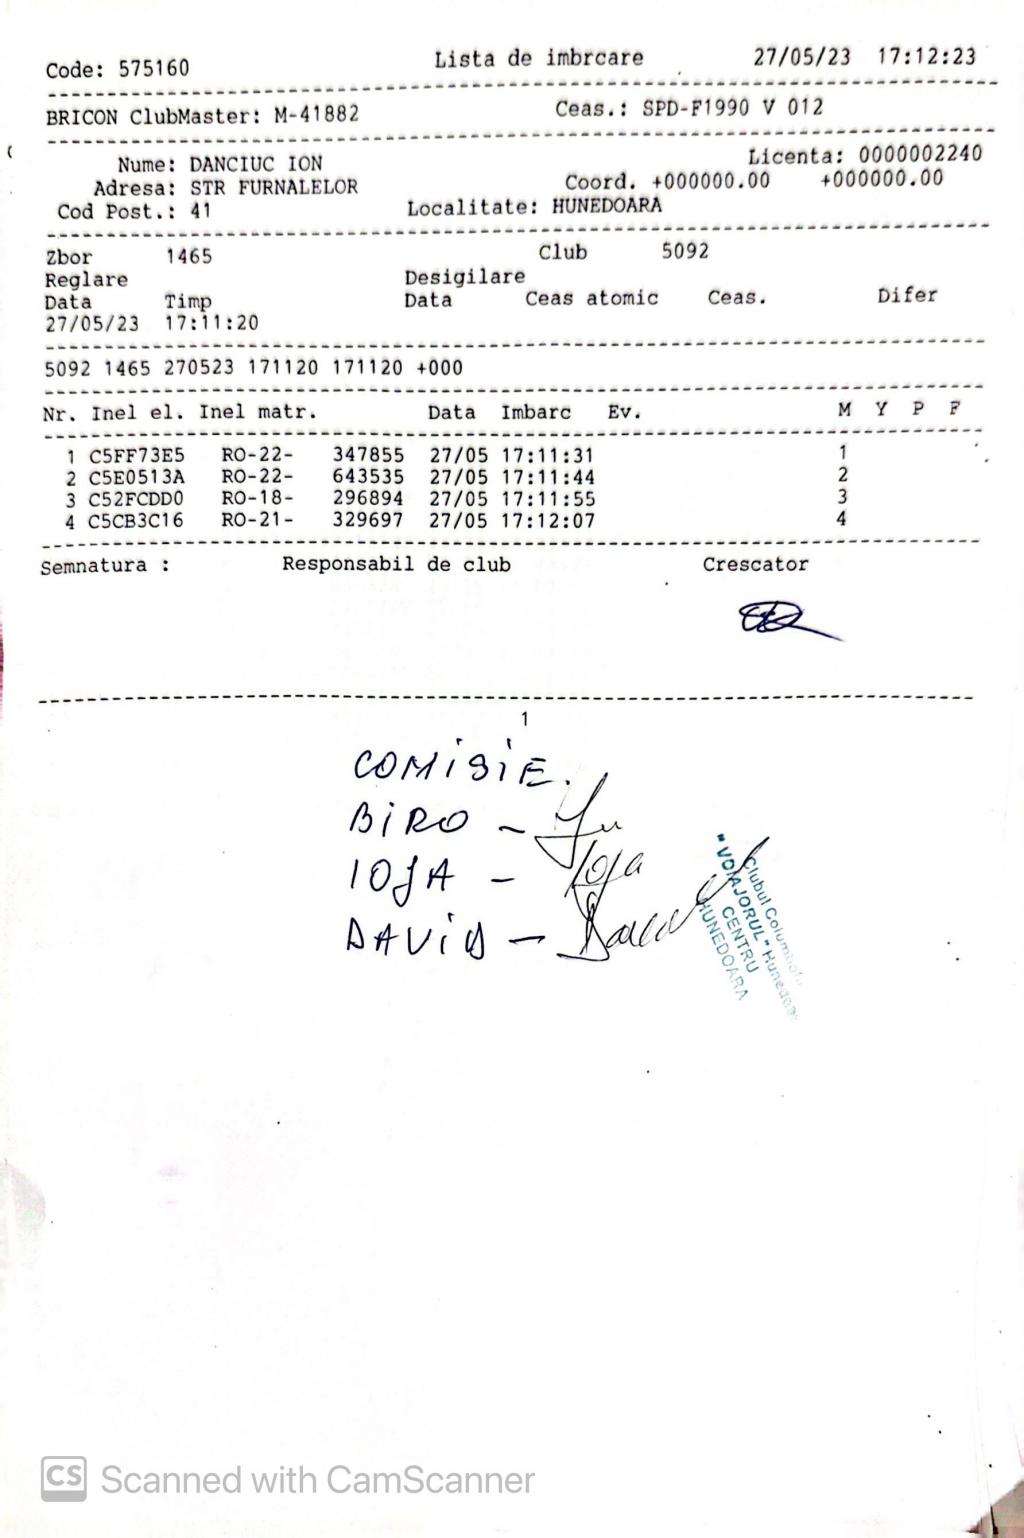 Code: 575160 Lista de imbrcare 27/05/23 17:12:23
BRICON ClubMaster: M-41882 Ceas.: SPD-F1990 V 012
Nume: DANCIUC ION Licenta: 0000002240
Adresa: STR FURNALELOR Coord. +000000.00 +000000.00
Cod Post.: 41 Localitate: HUNEDOARA
Zbor 1465 Club 5092
Reglare Desigilare
Data Timp Data Ceas atomic Ceas. Difer
27/05/23 17:11:20
5092 1465 270523 171120 171120 +000
Nr. Inel el. Inel matr. Data Imbarc Ev. M Y P F
1 C5FF73E5 RO-22- 347855 27/05 17:11:31 1
2 C5E0513A RO-22- 643535 27/05 17:11:44 2
3 C52FCDD0 RO-18- 296894 27/05 17:11:55 3
4 C5CB3C16 RO-21- 329697 27/05 17:12:07 4
Semnatura : Responsabil de club Crescator
1
COMISIE.
BIRO -
IOJA - Ioja
DAVID -
Clubul Columbofil
"VOIAJORUL" Hunedoara
CENTRU
HUNEDOARA
CS Scanned with CamScanner